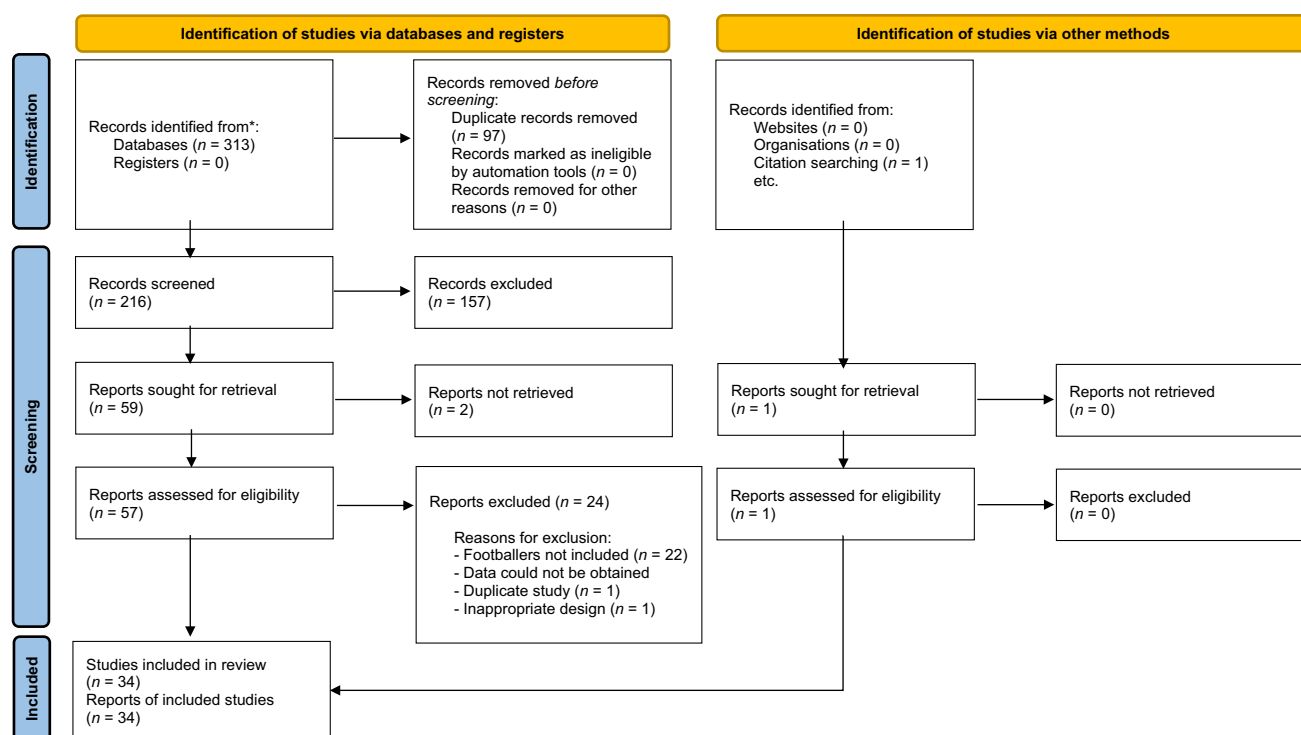 Identification of studies via databases and registers
Identification of studies via other methods
Identification
Records identified from*:
Databases (n = 313)
Registers (n = 0)
Records removed before
screening:
Duplicate records removed
(n = 97)
Records marked as ineligible
by automation tools (n = 0)
Records removed for other
reasons (n = 0)
Records identified from:
Websites (n = 0)
Organisations (n = 0)
Citation searching (n = 1)
etc.
Screening
Records screened
(n = 216)
Records excluded
(n = 157)
Reports sought for retrieval
(n = 59)
Reports not retrieved
(n = 2)
Reports sought for retrieval
(n = 1)
Reports not retrieved
(n = 0)
Reports assessed for eligibility
(n = 57)
Reports excluded (n = 24)
Reasons for exclusion:
- Footballers not included (n = 22)
- Data could not be obtained
- Duplicate study (n = 1)
- Inappropriate design (n = 1)
Reports assessed for eligibility
(n = 1)
Reports excluded
(n = 0)
Included
Studies included in review
(n = 34)
Reports of included studies
(n = 34)